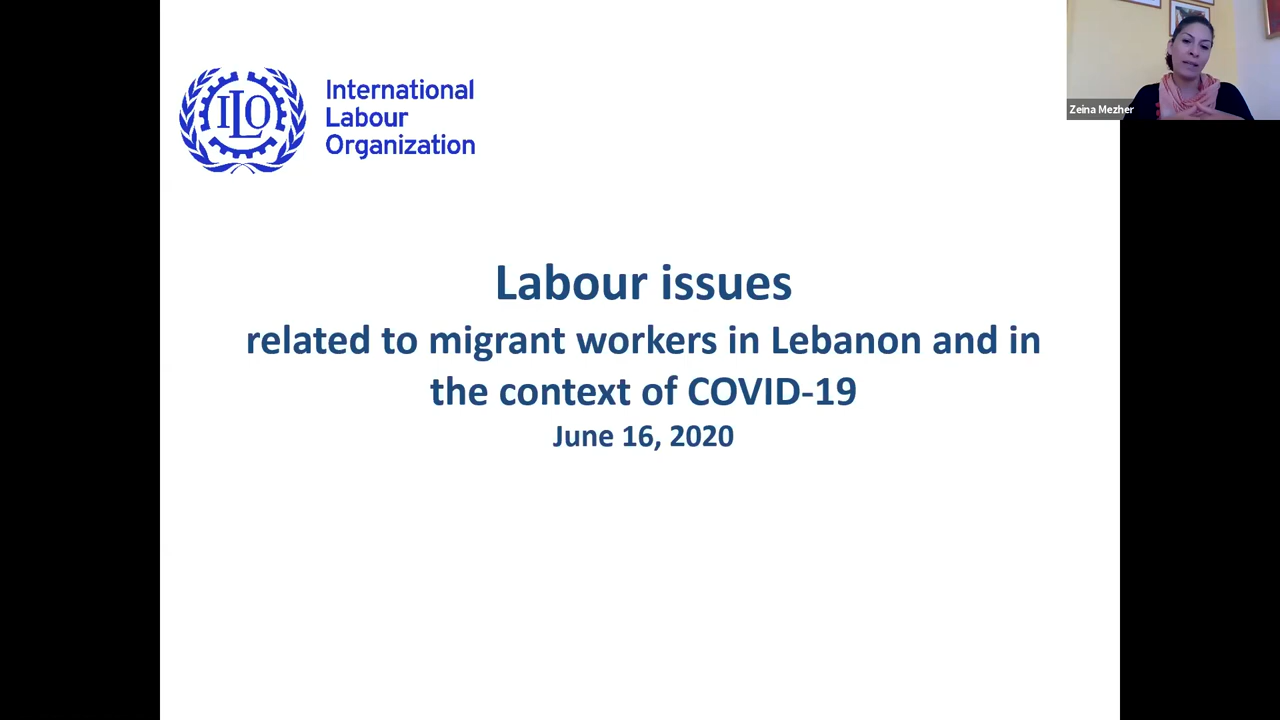 ILO
International
Labour
Organization
Zeina Mezher
Labour issues
related to migrant workers in Lebanon and in
the context of COVID-19
June 16, 2020